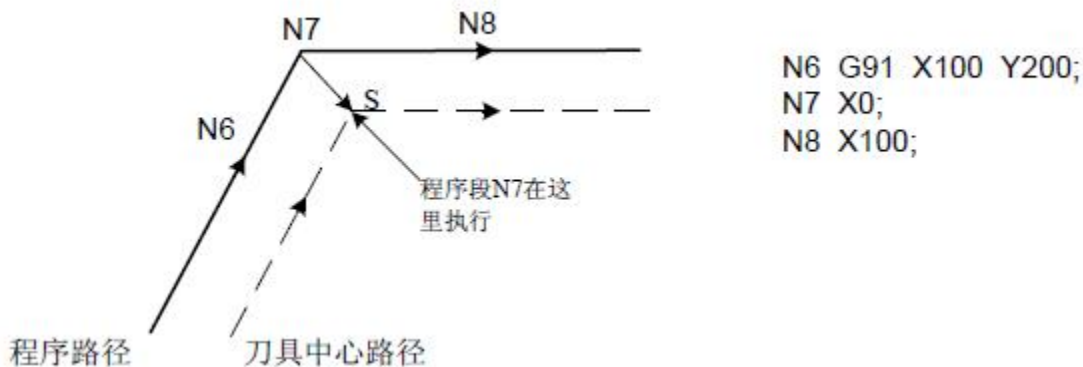 N7
N8
N6 G91 X100 Y200;
N7 X0;
N8 X100;
S
N6
程序段N7在这
里执行
程序路径
刀具中心路径